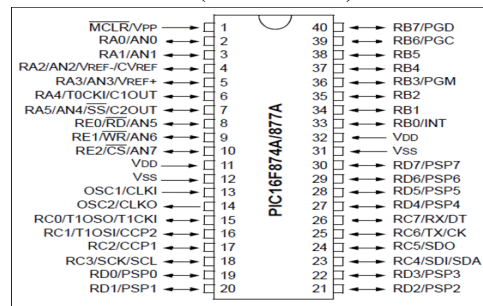 MCLR/VPP 1 40 RB7/PGD
RA0/AN0 2 39 RB6/PGC
RA1/AN1 3 38 RB5
RA2/AN2/VREF-/CVREF 4 37 RB4
RA3/AN3/VREF+ 5 36 RB3/PGM
RA4/T0CKI/C1OUT 6 35 RB2
RA5/AN4/SS/C2OUT 7 34 RB1
RE0/RD/AN5 8 33 RB0/INT
RE1/WR/AN6 9 32 VDD
RE2/CS/AN7 10 31 VSS
VDD 11 30 RD7/PSP7
VSS 12 29 RD6/PSP6
OSC1/CLKI 13 28 RD5/PSP5
OSC2/CLKO 14 27 RD4/PSP4
RC0/T1OSO/T1CKI 15 26 RC7/RX/DT
RC1/T1OSI/CCP2 16 25 RC6/TX/CK
RC2/CCP1 17 24 RC5/SDO
RC3/SCK/SCL 18 23 RC4/SDI/SDA
RD0/PSP0 19 22 RD3/PSP3
RD1/PSP1 20 21 RD2/PSP2
PIC16F874A/877A